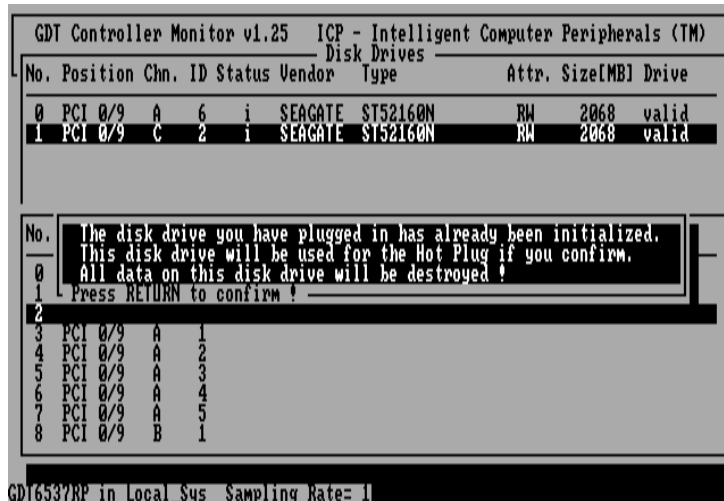 GDT Controller Monitor v1.25 ICP - Intelligent Computer Peripherals (TM)
Disk Drives
No. Position Chn. ID Status Vendor Type Attr. Size[MB] Drive
0 PCI 0/9 A 6 i SEAGATE ST52160N RW 2068 valid
1 PCI 0/9 C 2 i SEAGATE ST52160N RW 2068 valid
No.
The disk drive you have plugged in has already been initialized.
This disk drive will be used for the Hot Plug if you confirm.
0 All data on this disk drive will be destroyed !
1 Press RETURN to confirm !
2
3 PCI 0/9 A 1
4 PCI 0/9 A 2
5 PCI 0/9 A 3
6 PCI 0/9 A 4
7 PCI 0/9 A 5
8 PCI 0/9 B 1
GDT6537RP in Local Sys Sampling Rate= 1